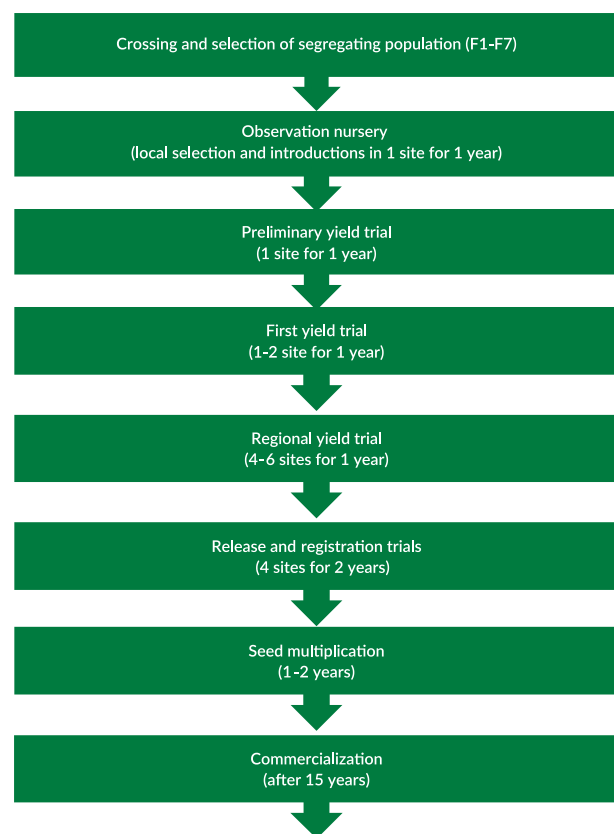 Crossing and selection of segregating population (F1-F7)
Observation nursery
(local selection and introductions in 1 site for 1 year)
Preliminary yield trial
(1 site for 1 year)
First yield trial
(1-2 site for 1 year)
Regional yield trial
(4-6 sites for 1 year)
Release and registration trials
(4 sites for 2 years)
Seed multiplication
(1-2 years)
Commercialization
(after 15 years)